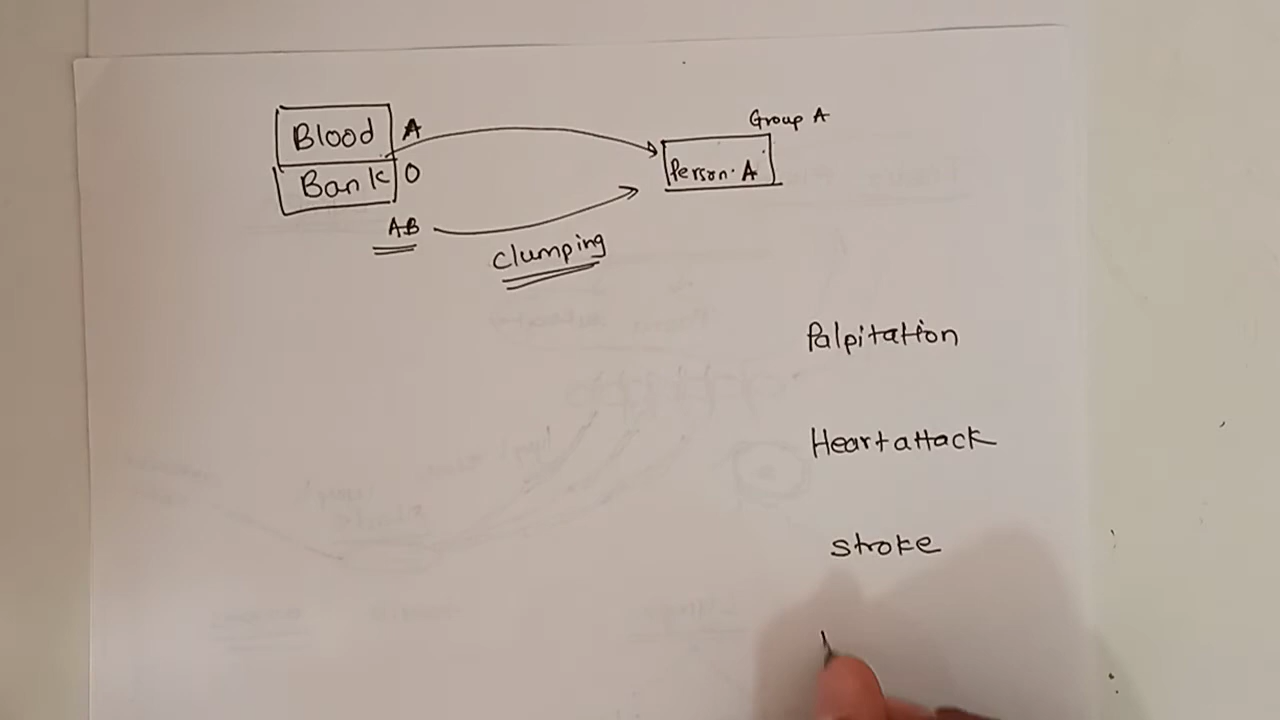 Blood A
Bank O
AB
clumping
Group A
Person. A
Palpitation
Heart attack
stroke